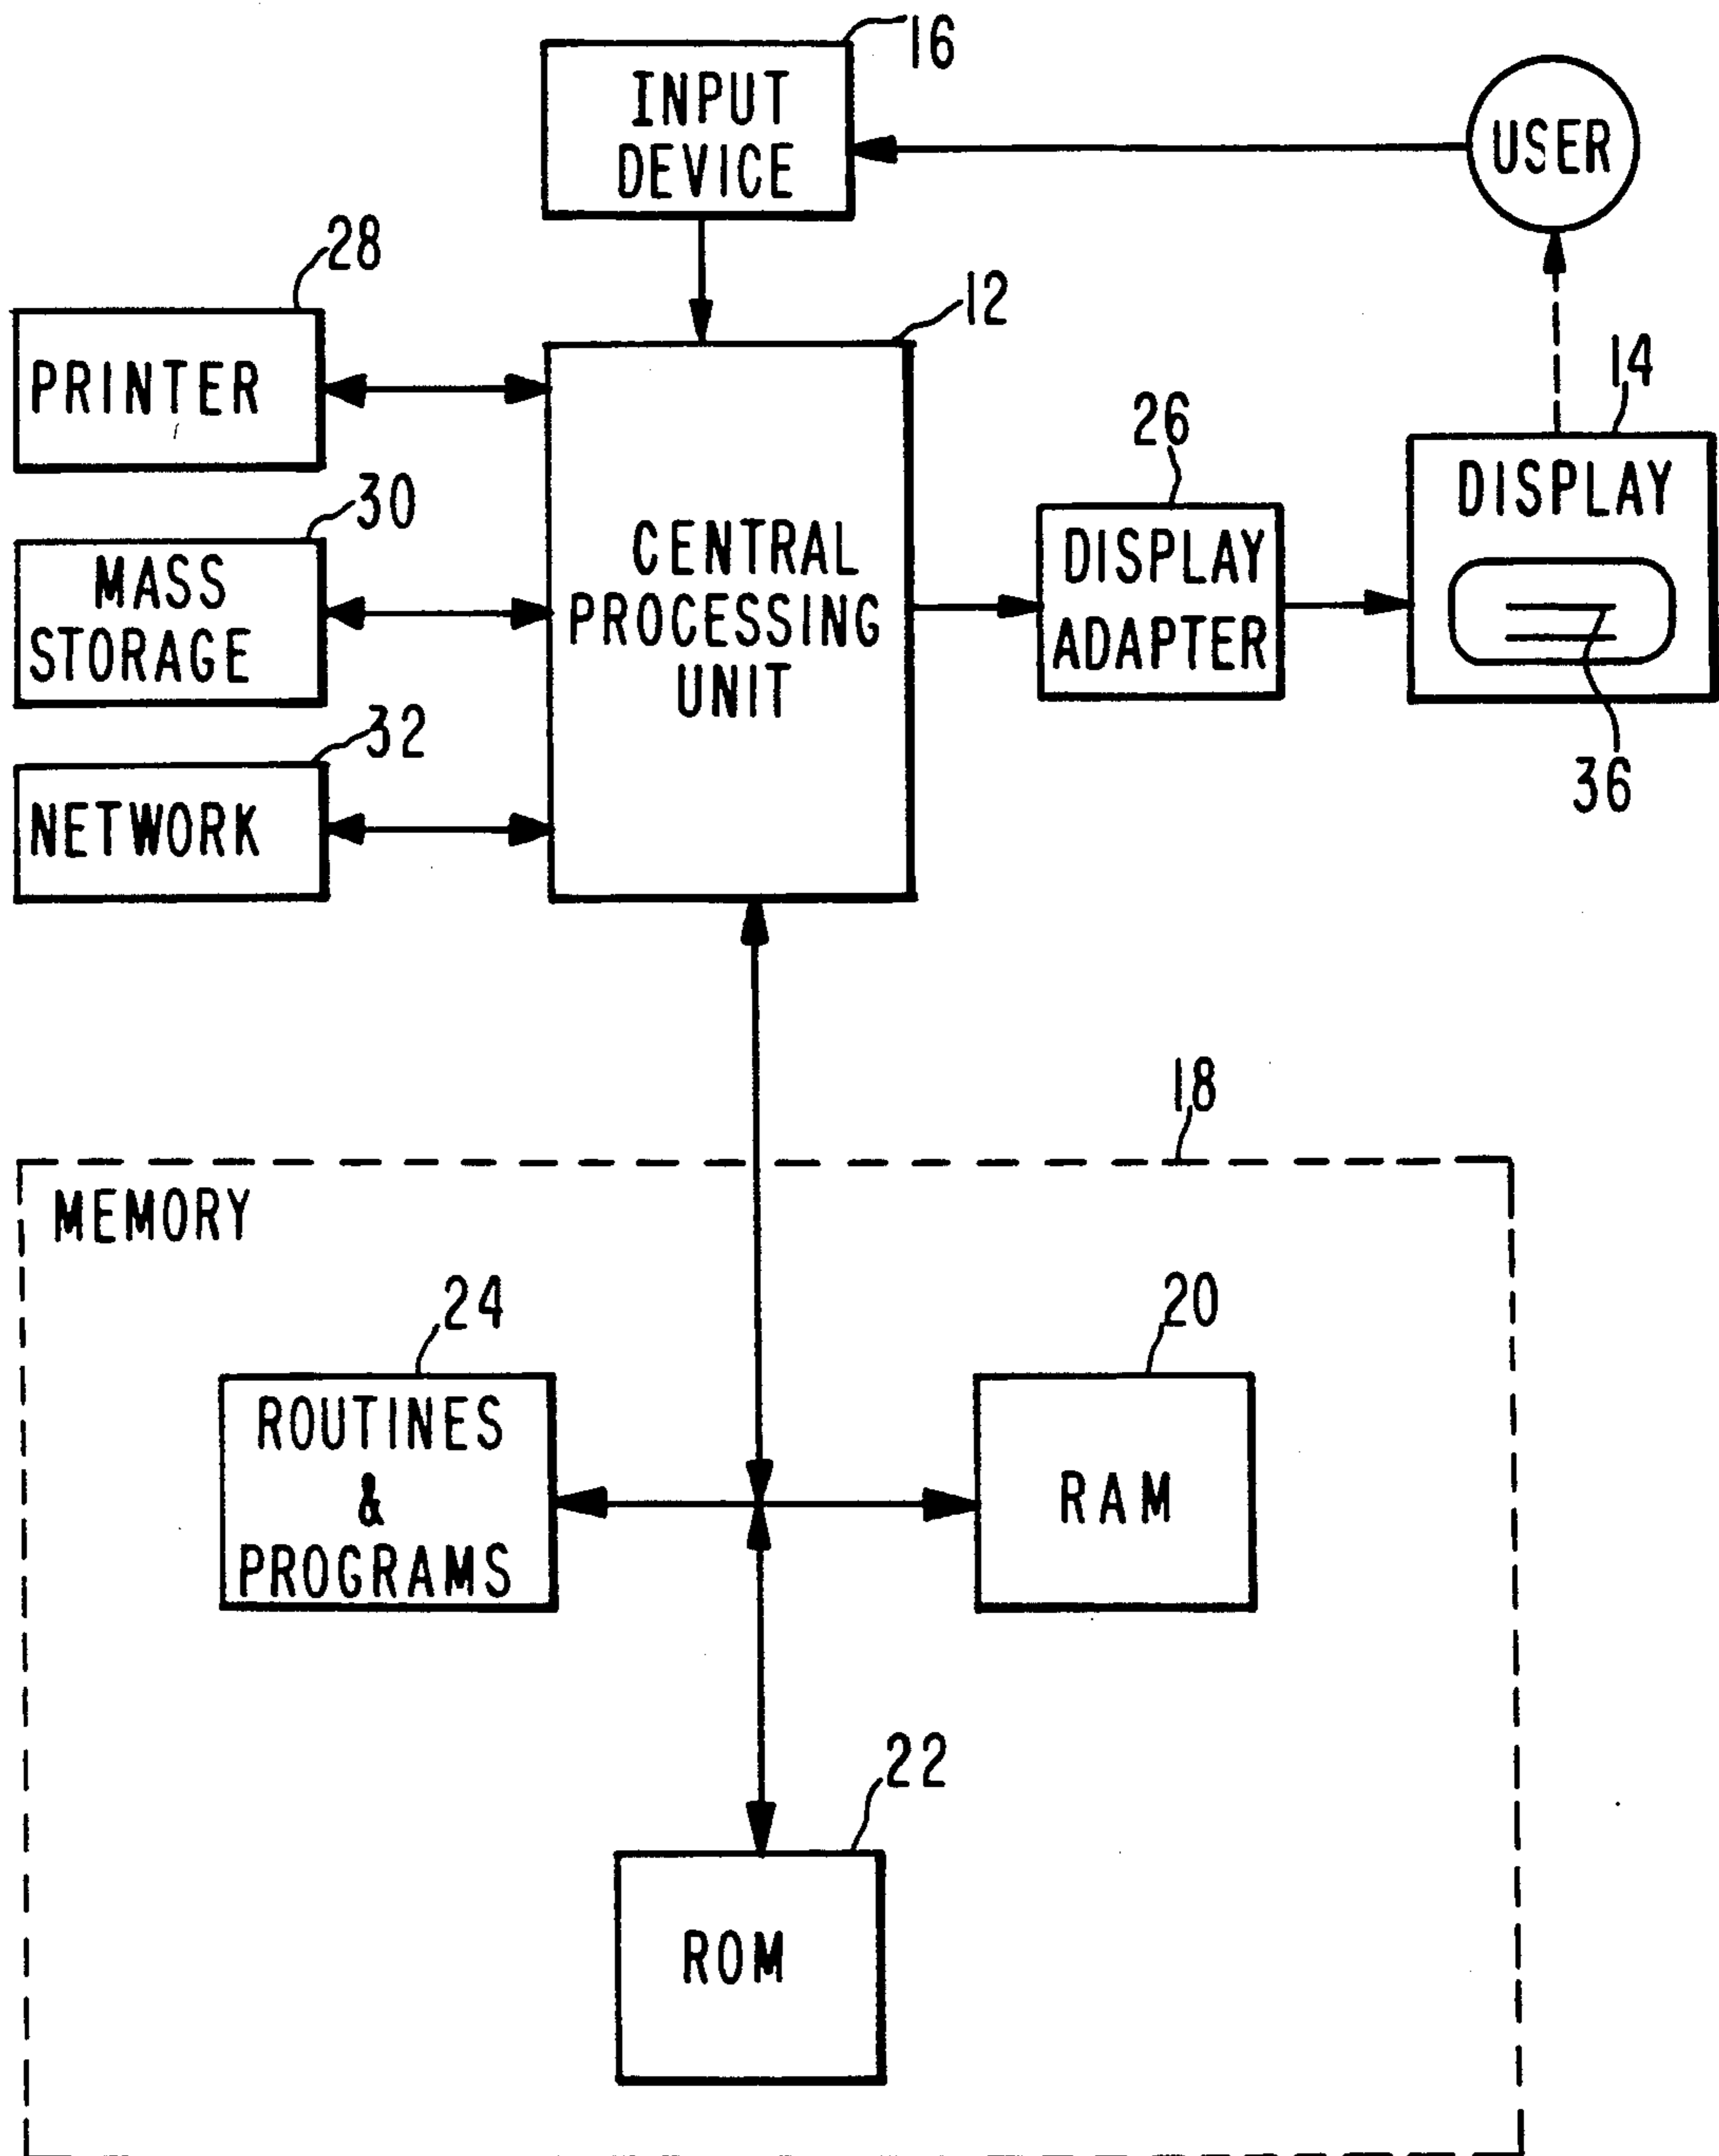 16
INPUT
DEVICE
USER
28
12
PRINTER
14
26
DISPLAY
30
MASS
STORAGE
CENTRAL
PROCESSING
UNIT
DISPLAY
ADAPTER
32
36
NETWORK
18
MEMORY
24
20
ROUTINES
&
PROGRAMS
RAM
22
ROM